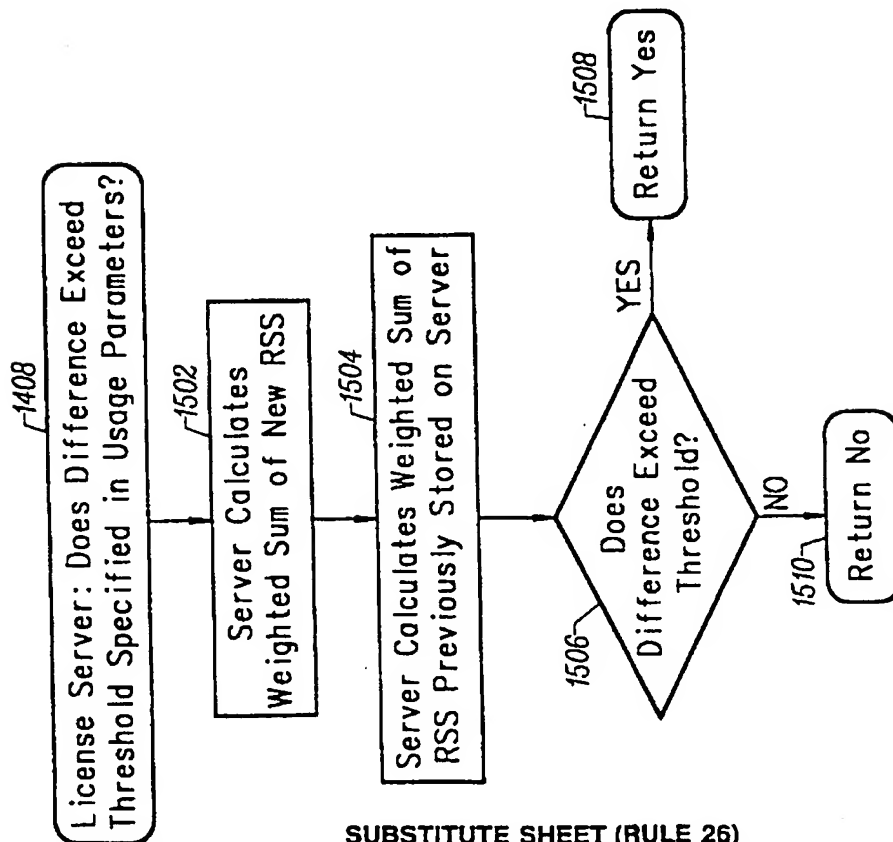 1408
License Server: Does Difference Exceed
Threshold Specified in Usage Parameters?
1502
Server Calculates
Weighted Sum of New RSS
1504
Server Calculates Weighted Sum of
RSS Previously Stored on Server
1506
Does
Difference Exceed
Threshold?
YES
1508
Return Yes
NO
1510
Return No
SUBSTITUTE SHEET (RULE 26)